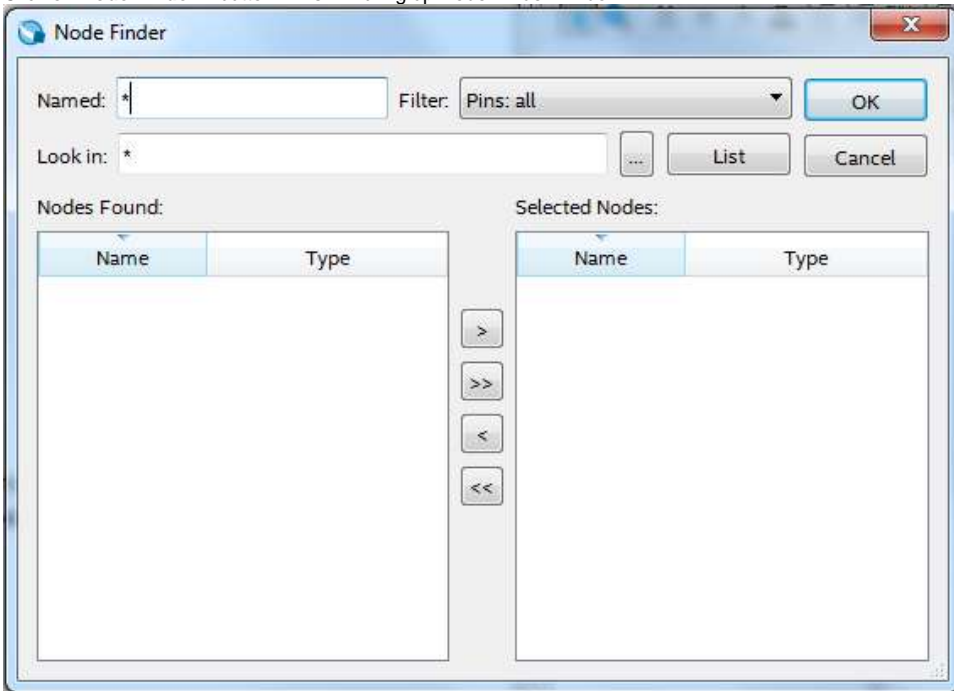 Node Finder
x
Named: * Filter: Pins: all OK
Look in: * ... List Cancel
Nodes Found: Selected Nodes:
Name Type Name Type
>
>>
<
<<